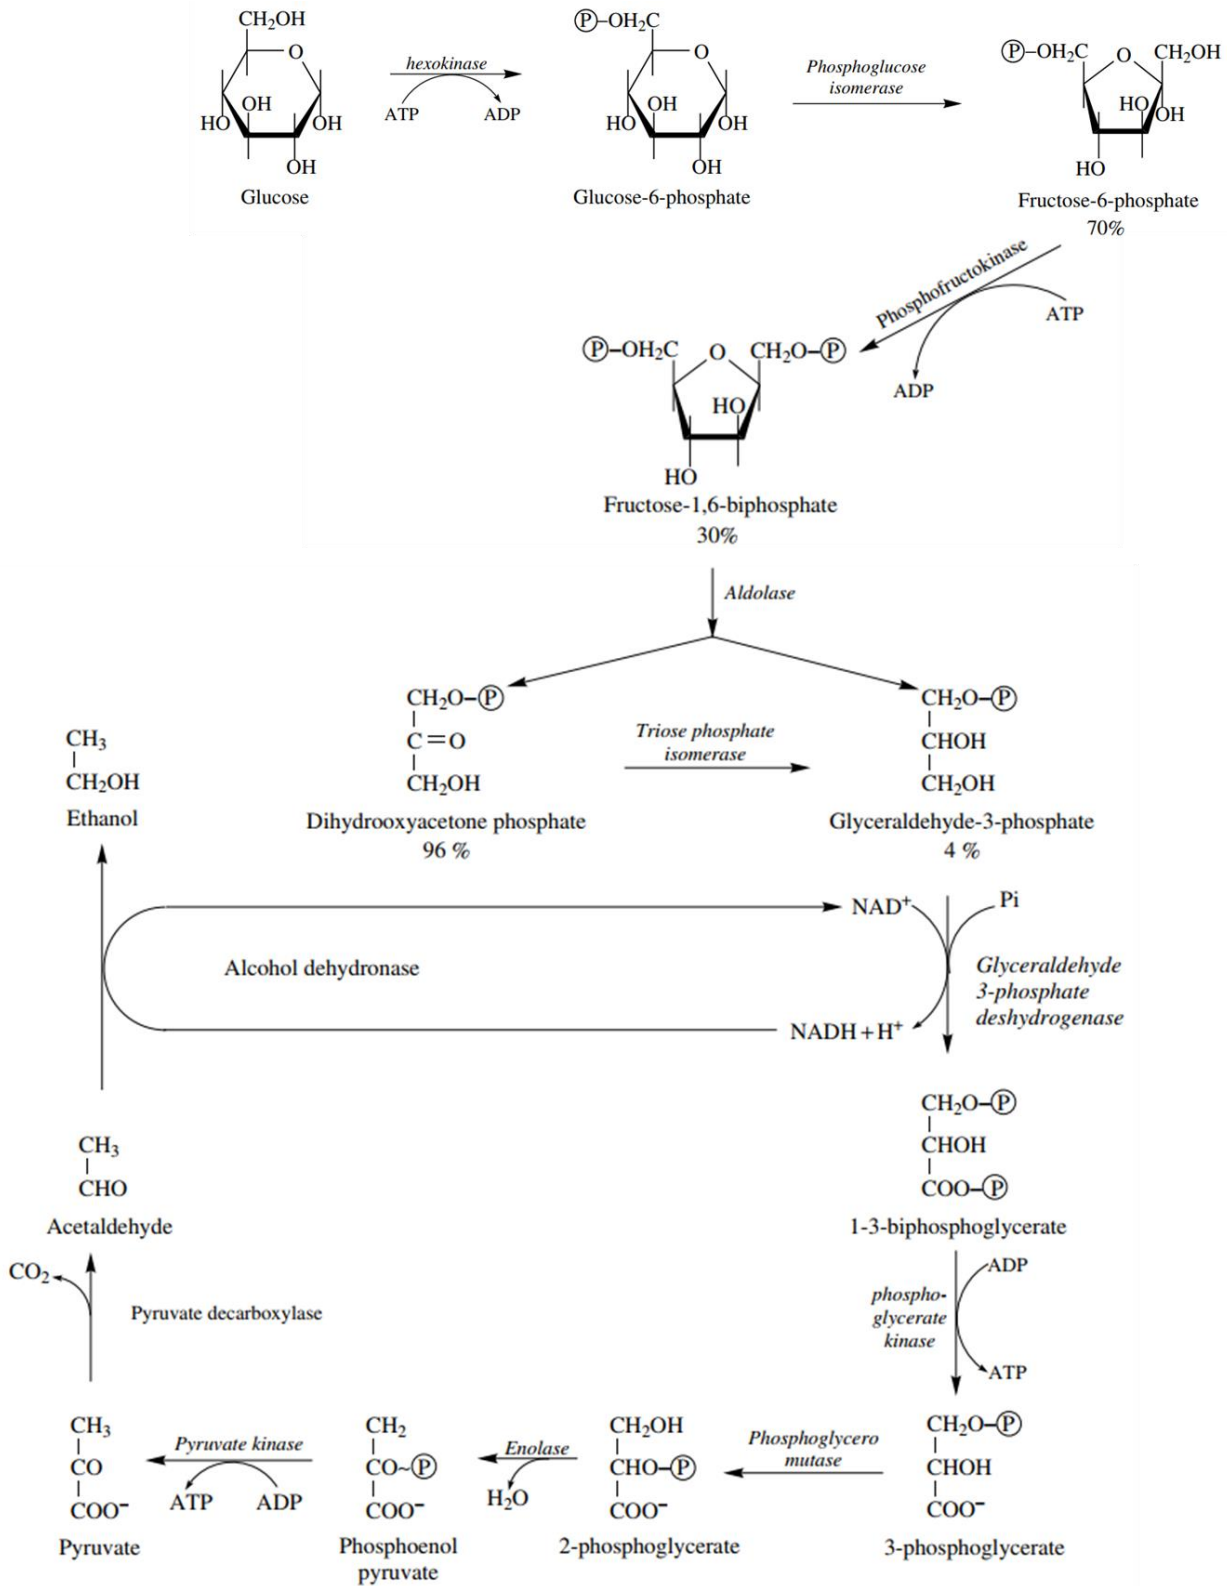 CH₂OH
O
OH
HO
OH
OH
Glucose
hexokinase
ATP
ADP
Ⓟ–OH₂C
O
OH
HO
OH
OH
Glucose-6-phosphate
Phosphoglucose
isomerase
Ⓟ–OH₂C
O
CH₂OH
HO
OH
HO
Fructose-6-phosphate
70%
Phosphofructokinase
ATP
ADP
Ⓟ–OH₂C
O
CH₂O–Ⓟ
HO
HO
Fructose-1,6-biphosphate
30%
Aldolase
CH₂O–Ⓟ
C=O
CH₂OH
Dihydrooxyacetone phosphate
96 %
Triose phosphate
isomerase
CH₂O–Ⓟ
CHOH
CH₂OH
Glyceraldehyde-3-phosphate
4 %
CH₃
CH₂OH
Ethanol
NAD⁺
Pi
Alcohol dehydronase
Glyceraldehyde
3-phosphate
deshydrogenase
NADH + H⁺
CH₂O–Ⓟ
CHOH
COO–Ⓟ
1-3-biphosphoglycerate
CH₃
CHO
Acetaldehyde
CO₂
Pyruvate decarboxylase
ADP
phospho-
glycerate
kinase
ATP
CH₃
CO
COO⁻
Pyruvate
Pyruvate kinase
ATP
ADP
CH₂
CO~Ⓟ
COO⁻
Phosphoenol
pyruvate
Enolase
H₂O
CH₂OH
CHO–Ⓟ
COO⁻
2-phosphoglycerate
Phosphoglycero
mutase
CH₂O–Ⓟ
CHOH
COO⁻
3-phosphoglycerate